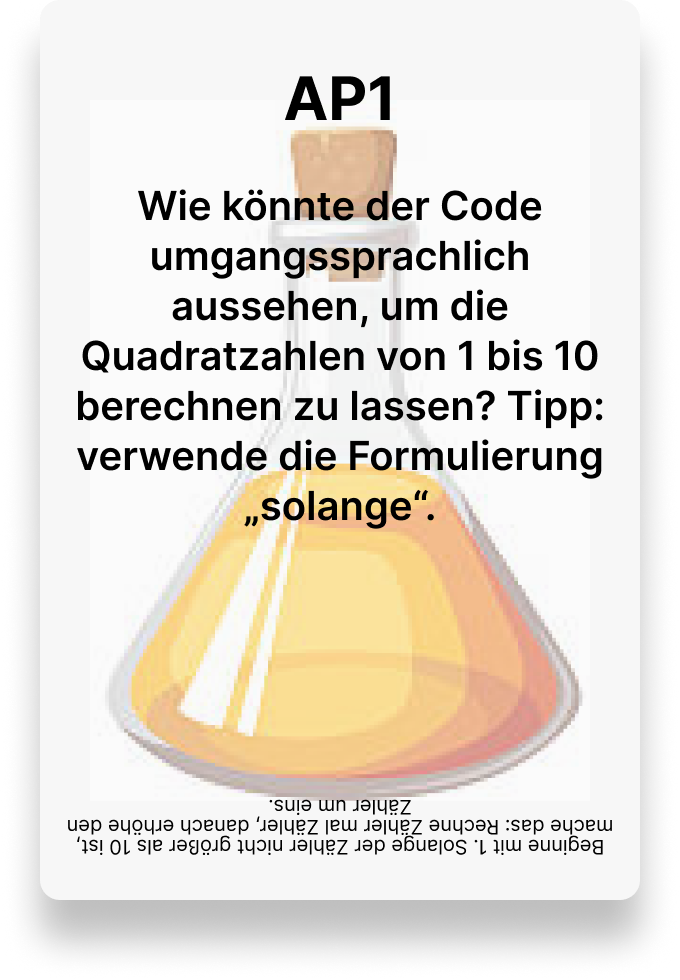 AP1
Wie könnte der Code
umgangssprachlich
aussehen, um die
Quadratzahlen von 1 bis 10
berechnen zu lassen? Tipp:
verwende die Formulierung
„solange“.
Beginne mit 1. Solange der Zähler nicht größer als 10 ist,
mache das: Rechne Zähler mal Zähler, danach erhöhe den
Zähler um eins.